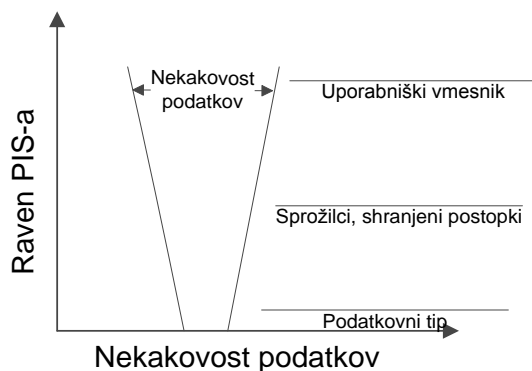 Nekakovost
podatkov
Uporabniški vmesnik
Sprožilci, shranjeni postopki
Podatkovni tip
Raven PIS-a
Nekakovost podatkov